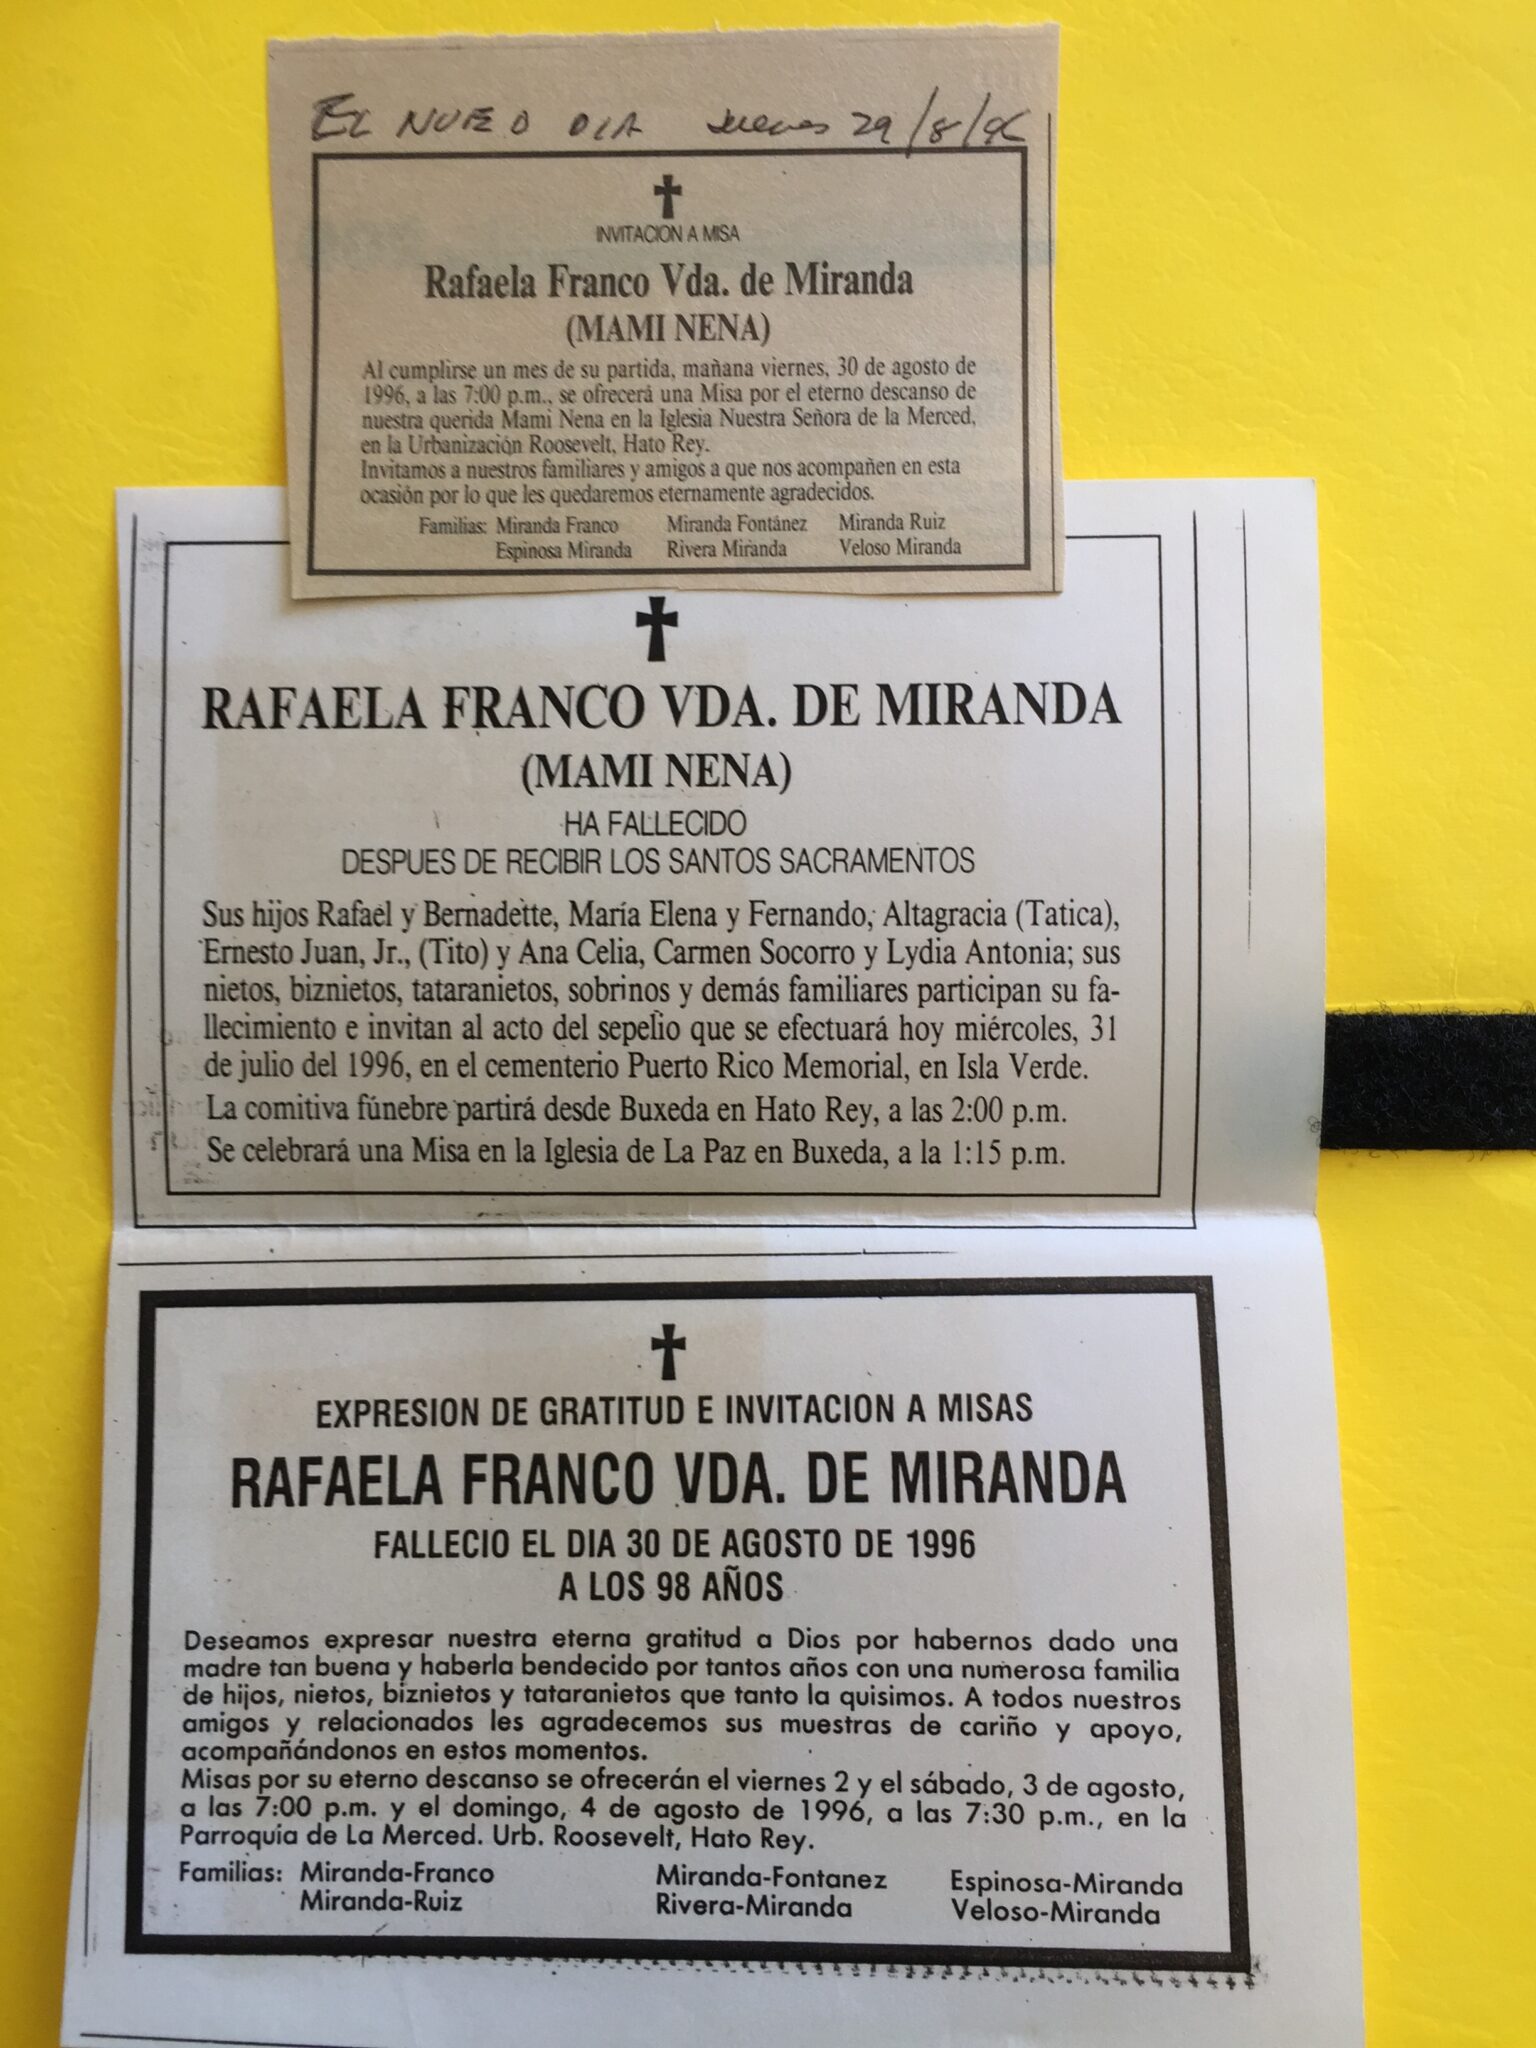 EL NUEVO DIA Jueves 29/8/96
INVITACION A MISA
Rafaela Franco Vda. de Miranda
(MAMI NENA)
Al cumplirse un mes de su partida, mañana viernes, 30 de agosto de
1996, a las 7:00 p.m., se ofrecerá una Misa por el eterno descanso de
nuestra querida Mami Nena en la Iglesia Nuestra Señora de la Merced,
en la Urbanización Roosevelt, Hato Rey.
Invitamos a nuestros familiares y amigos a que nos acompañen en esta
ocasión por lo que les quedaremos eternamente agradecidos.
Familias: Miranda Franco Miranda Fontánez Miranda Ruiz
Espinosa Miranda Rivera Miranda Veloso Miranda
RAFAELA FRANCO VDA. DE MIRANDA
(MAMI NENA)
HA FALLECIDO
DESPUES DE RECIBIR LOS SANTOS SACRAMENTOS
Sus hijos Rafael y Bernadette, María Elena y Fernando, Altagracia (Tatica),
Ernesto Juan, Jr., (Tito) y Ana Celia, Carmen Socorro y Lydia Antonia; sus
nietos, biznietos, tataranietos, sobrinos y demás familiares participan su fa-
llecimiento e invitan al acto del sepelio que se efectuará hoy miércoles, 31
de julio del 1996, en el cementerio Puerto Rico Memorial, en Isla Verde.
La comitiva fúnebre partirá desde Buxeda en Hato Rey, a las 2:00 p.m.
Se celebrará una Misa en la Iglesia de La Paz en Buxeda, a la 1:15 p.m.
EXPRESION DE GRATITUD E INVITACION A MISAS
RAFAELA FRANCO VDA. DE MIRANDA
FALLECIO EL DIA 30 DE AGOSTO DE 1996
A LOS 98 AÑOS
Deseamos expresar nuestra eterna gratitud a Dios por habernos dado una
madre tan buena y haberla bendecido por tantos años con una numerosa familia
de hijos, nietos, biznietos y tataranietos que tanto la quisimos. A todos nuestros
amigos y relacionados les agradecemos sus muestras de cariño y apoyo,
acompañándonos en estos momentos.
Misas por su eterno descanso se ofrecerán el viernes 2 y el sábado, 3 de agosto,
a las 7:00 p.m. y el domingo, 4 de agosto de 1996, a las 7:30 p.m., en la
Parroquia de La Merced. Urb. Roosevelt, Hato Rey.
Familias: Miranda-Franco Miranda-Fontanez Espinosa-Miranda
Miranda-Ruiz Rivera-Miranda Veloso-Miranda